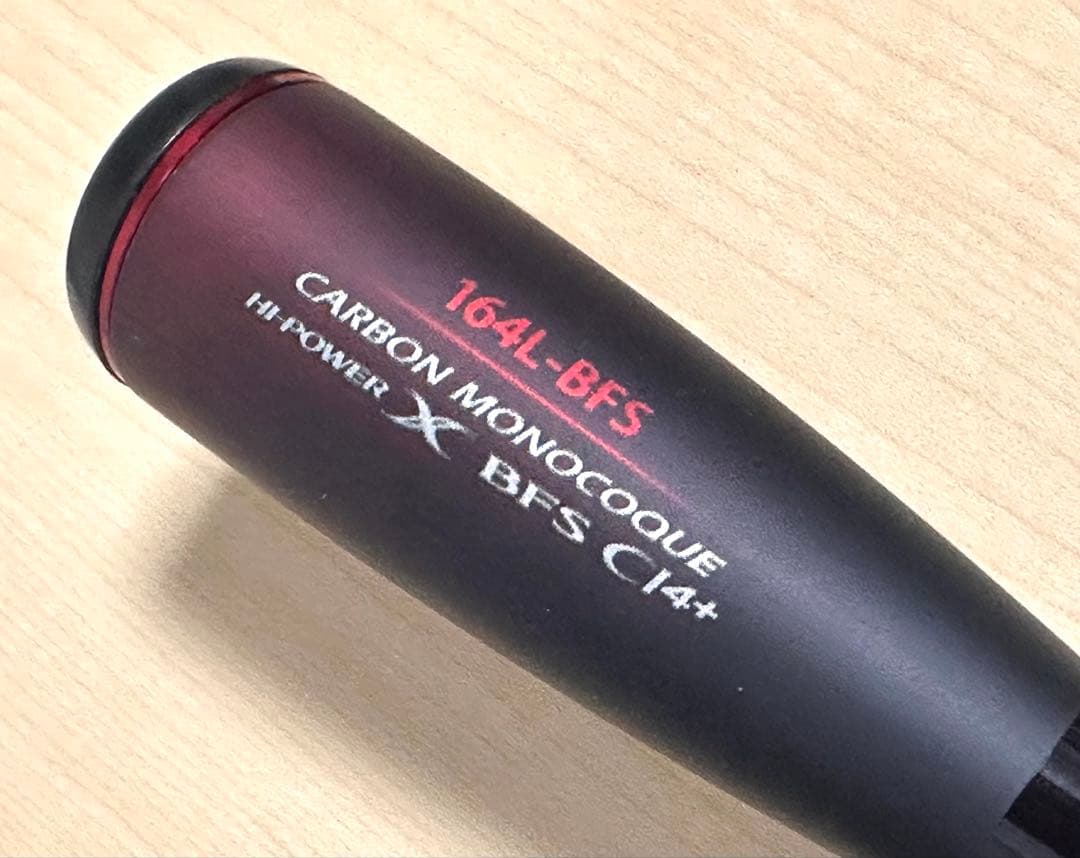 164L-BFS
CARBON MONOCOQUE
HI-POWER X BFS CI4+